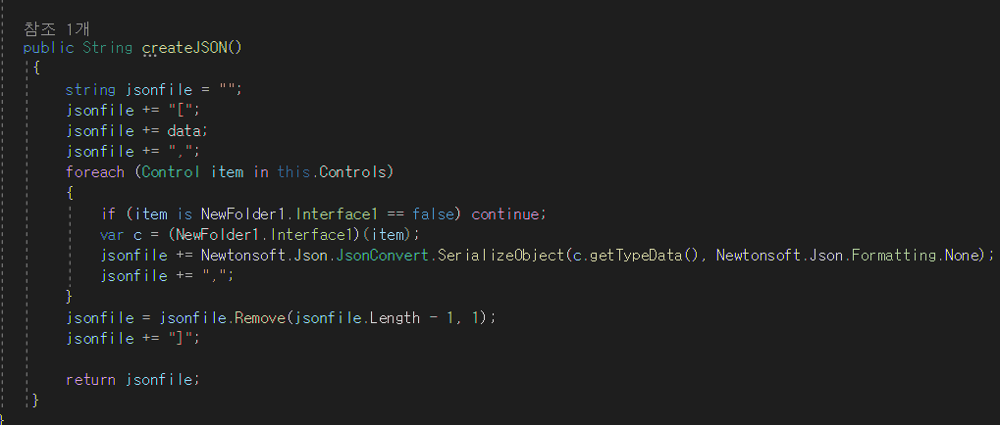 참조 1개
public String createJSON()
{
string jsonfile = "";
jsonfile += "[";
jsonfile += data;
jsonfile += ",";
foreach (Control item in this.Controls)
{
if (item is NewFolder1.Interface1 == false) continue;
var c = (NewFolder1.Interface1)(item);
jsonfile += Newtonsoft.Json.JsonConvert.SerializeObject(c.getTypeData(), Newtonsoft.Json.Formatting.None);
jsonfile += ",";
}
jsonfile = jsonfile.Remove(jsonfile.Length - 1, 1);
jsonfile += "]";
return jsonfile;
}
}